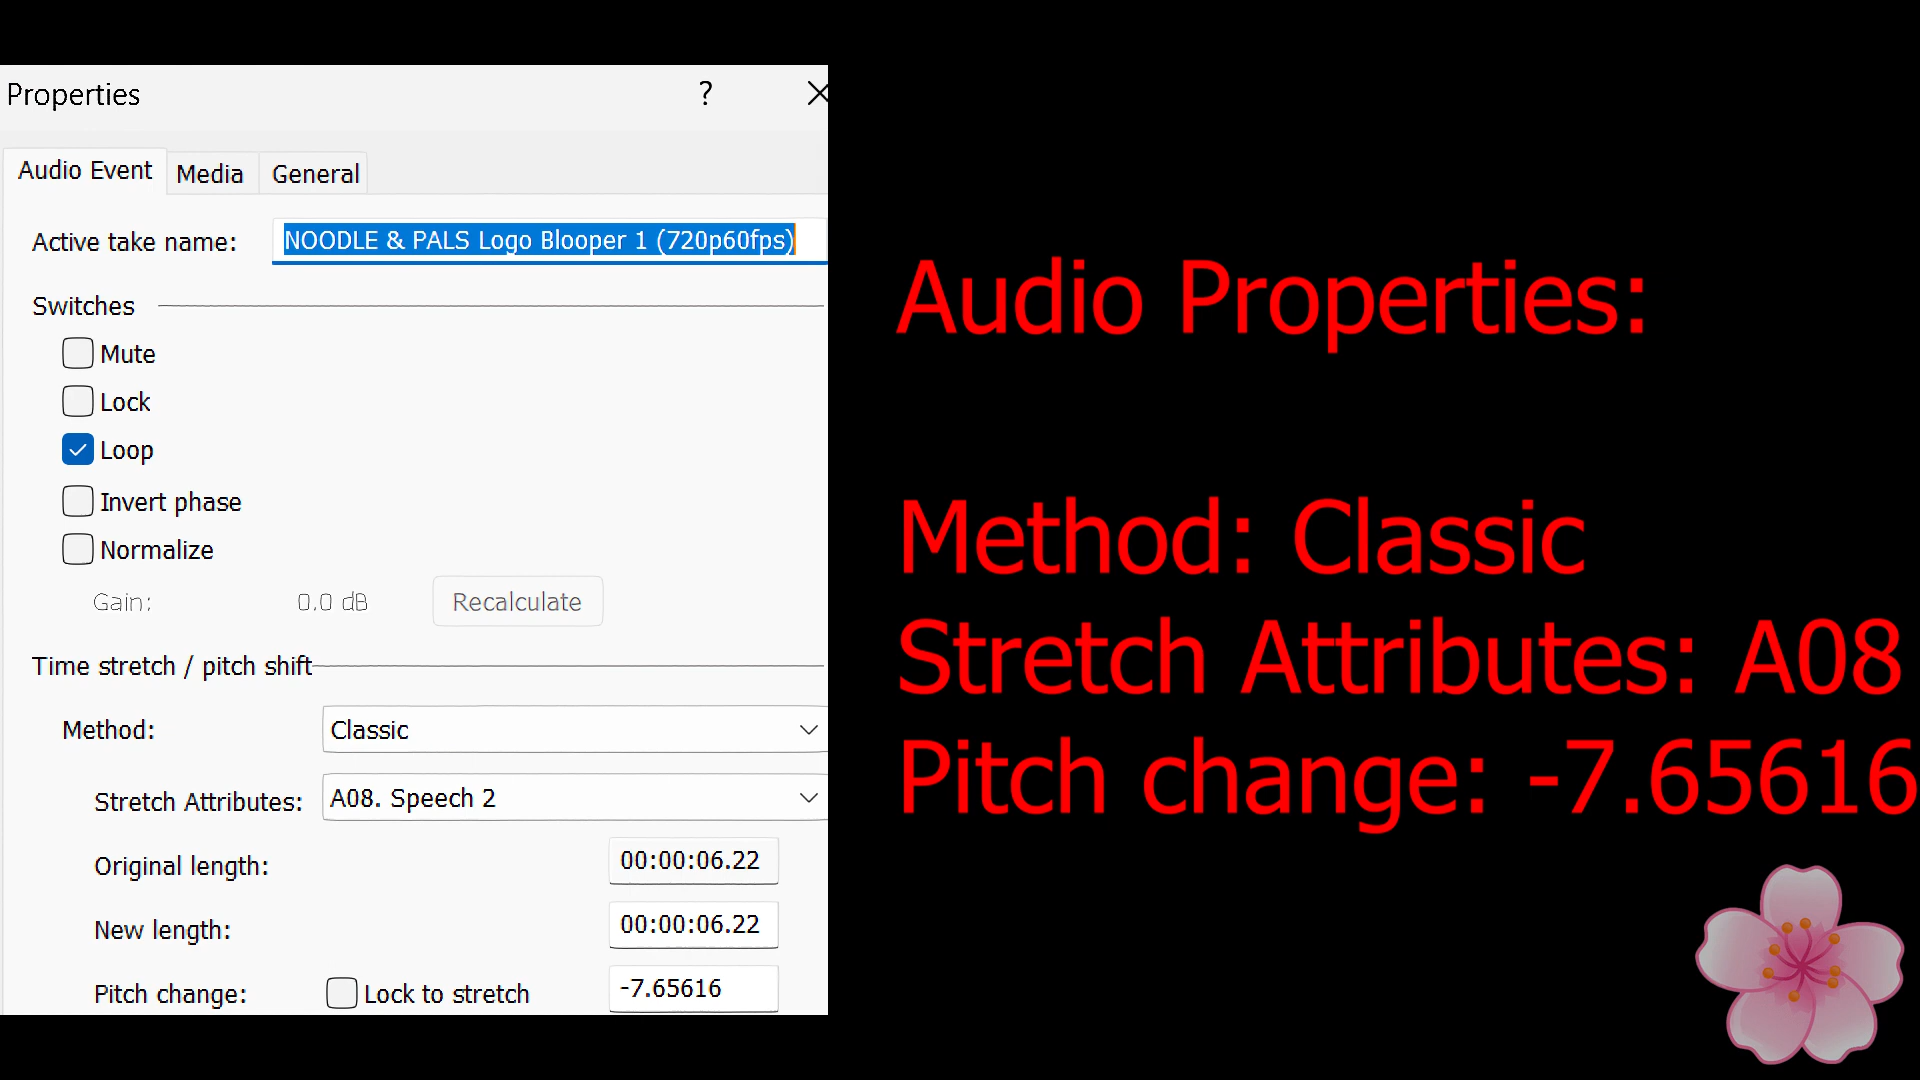 Properties
?
Audio Event Media General
Active take name: NOODLE & PALS Logo Blooper 1 (720p60fps)
Switches
Mute
Lock
Loop
Invert phase
Normalize
Gain: 0.0 dB Recalculate
Time stretch / pitch shift
Method: Classic
Stretch Attributes: A08. Speech 2
Original length: 00:00:06.22
New length: 00:00:06.22
Pitch change: Lock to stretch -7.65616
Audio Properties:
Method: Classic
Stretch Attributes: A08
Pitch change: -7.65616